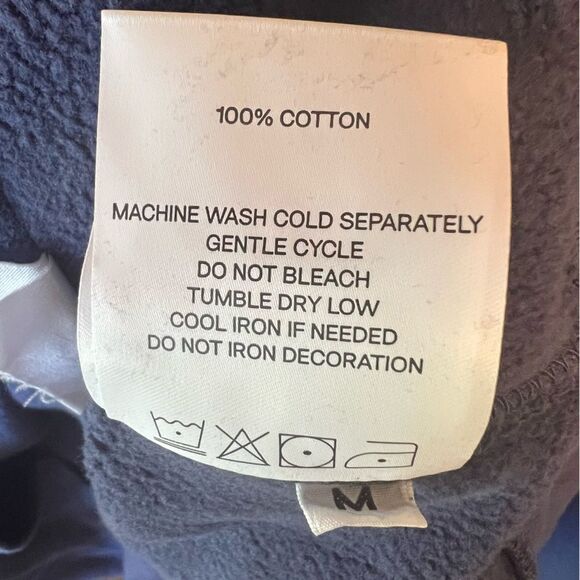 100% COTTON
MACHINE WASH COLD SEPARATELY
GENTLE CYCLE
DO NOT BLEACH
TUMBLE DRY LOW
COOL IRON IF NEEDED
DO NOT IRON DECORATION
M